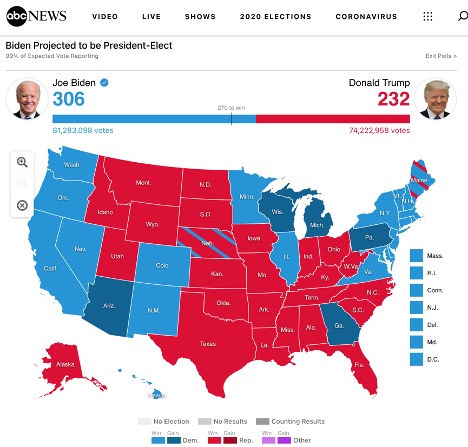 abc NEWS VIDEO LIVE SHOWS 2020 ELECTIONS CORONAVIRUS
Biden Projected to be President-Elect
99% of Expected Vote Reporting Exit Polls »
Joe Biden Donald Trump
306 270 to win 232
81,283,098 votes 74,222,958 votes
Wash.
Mont.
N.D.
Minn.
Maine
Ore.
Idaho
S.D.
Wis.
Mich.
Vt.
N.H.
N.Y.
Wyo.
Iowa
Neb.
Pa.
Nev.
Utah
Colo.
Ill.
Ind.
Ohio
Mass.
Calif.
Kan.
Mo.
Ky.
W.Va.
Va.
R.I.
Conn.
Ariz.
N.M.
Okla.
Ark.
Tenn.
N.C.
N.J.
S.C.
Del.
Miss.
Ala.
Ga.
Md.
Texas
La.
D.C.
Fla.
Alaska
Hawaii
No Election No Results Counting Results
Win Gain Win Gain Win Gain
Dem. Rep. Other